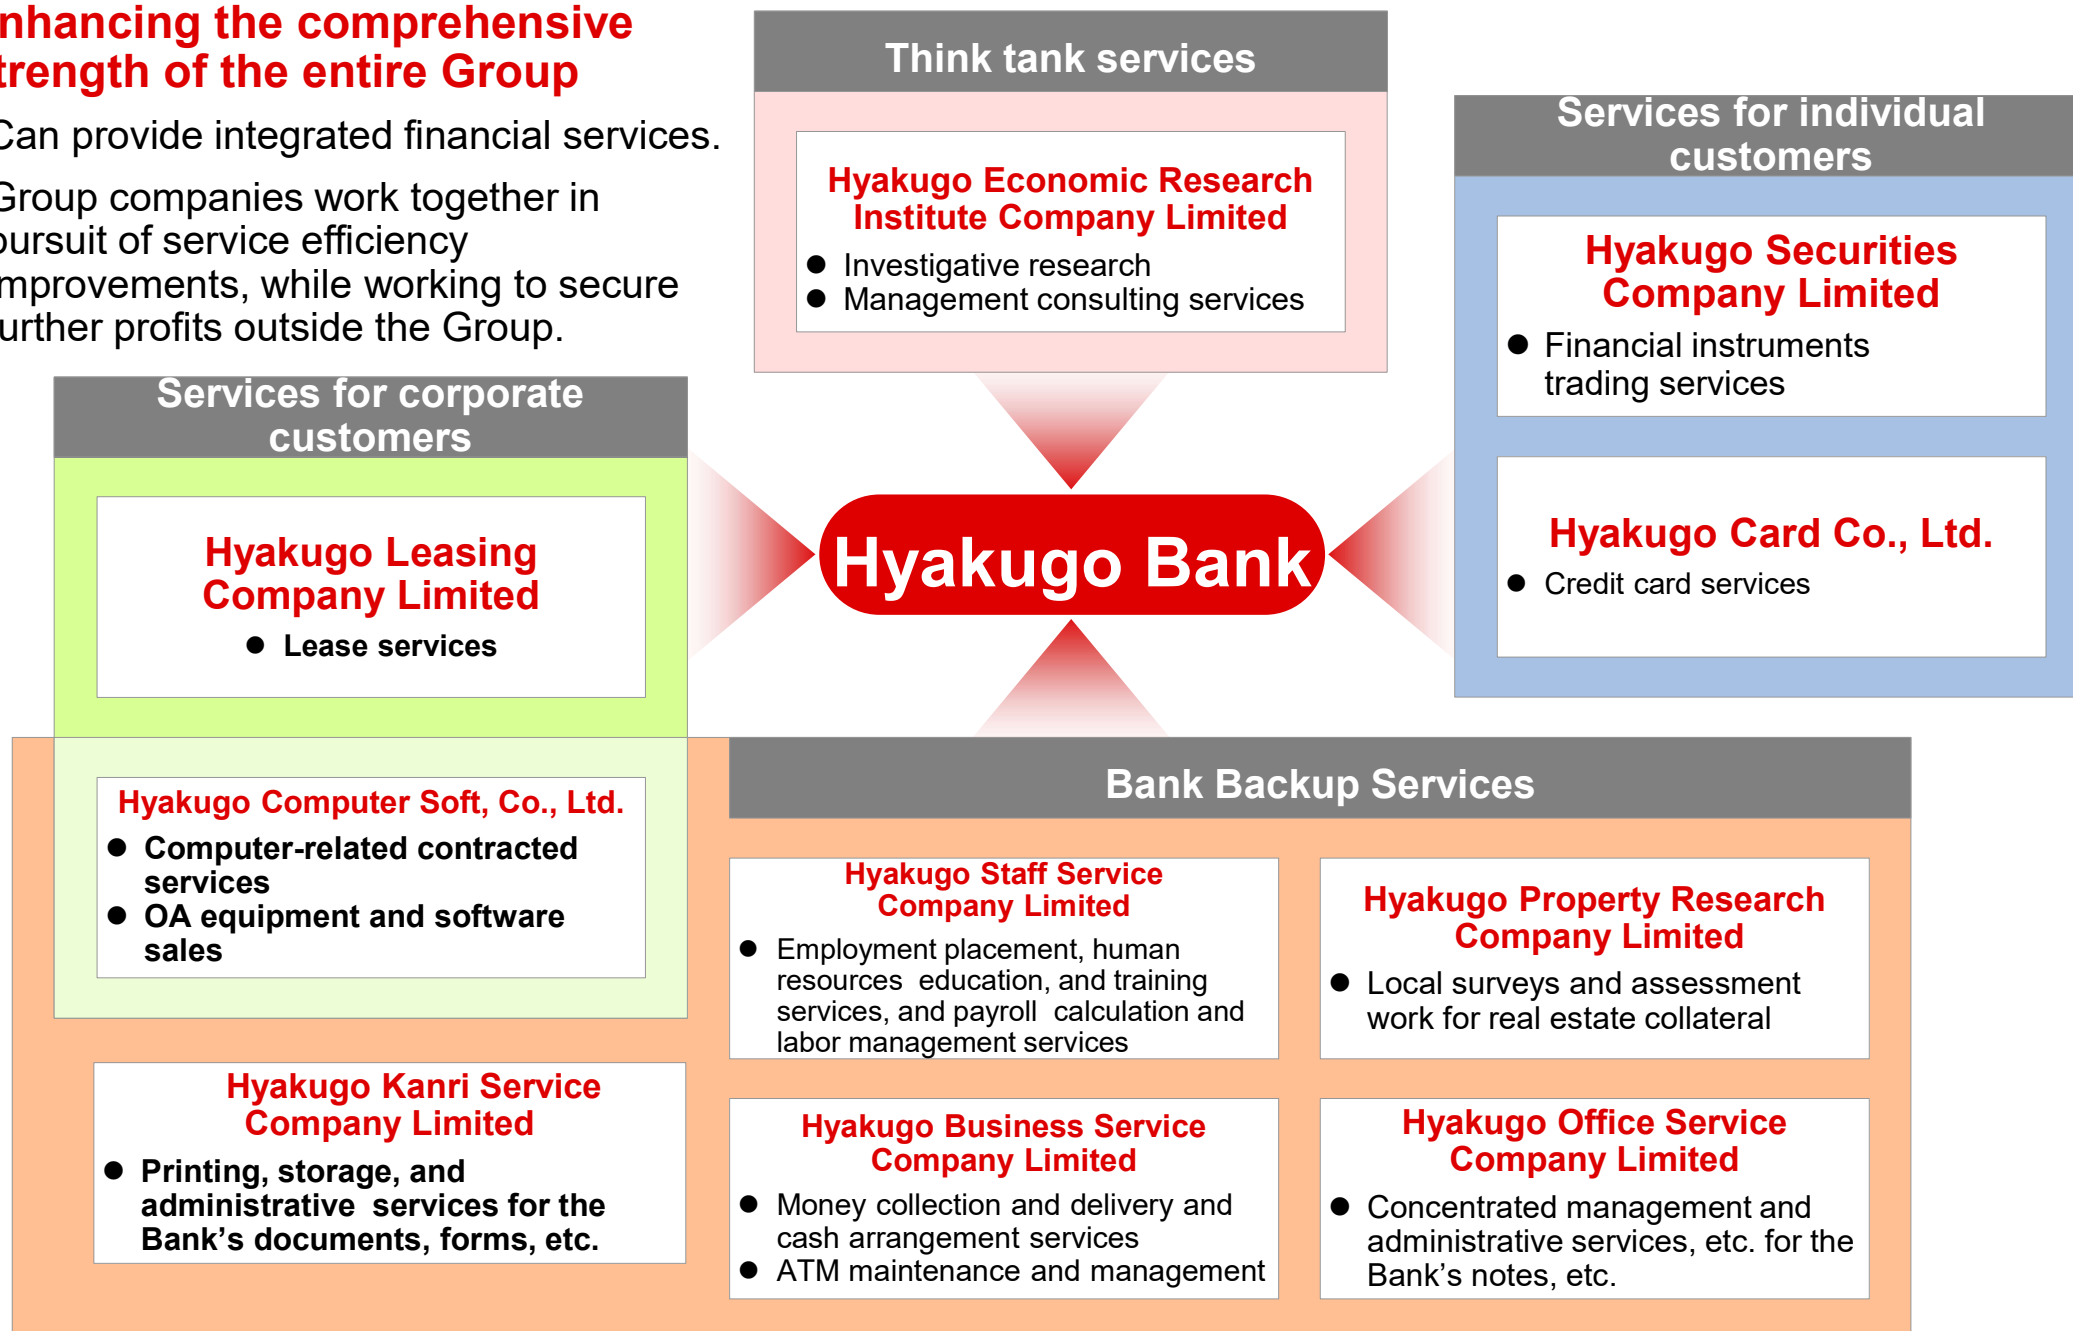 nhancing the comprehensive
trength of the entire Group
Can provide integrated financial services.
Group companies work together in
pursuit of service efficiency
mprovements, while working to secure
urther profits outside the Group.
Think tank services
Hyakugo Economic Research
Institute Company Limited
● Investigative research
● Management consulting services
Services for individual
customers
Hyakugo Securities
Company Limited
● Financial instruments
trading services
Hyakugo Card Co., Ltd.
● Credit card services
Services for corporate
customers
Hyakugo Leasing
Company Limited
● Lease services
Hyakugo Bank
Hyakugo Computer Soft, Co., Ltd.
● Computer-related contracted
services
● OA equipment and software
sales
Bank Backup Services
Hyakugo Staff Service
Company Limited
● Employment placement, human
resources education, and training
services, and payroll calculation and
labor management services
Hyakugo Property Research
Company Limited
● Local surveys and assessment
work for real estate collateral
Hyakugo Kanri Service
Company Limited
● Printing, storage, and
administrative services for the
Bank’s documents, forms, etc.
Hyakugo Business Service
Company Limited
● Money collection and delivery and
cash arrangement services
● ATM maintenance and management
Hyakugo Office Service
Company Limited
● Concentrated management and
administrative services, etc. for the
Bank’s notes, etc.